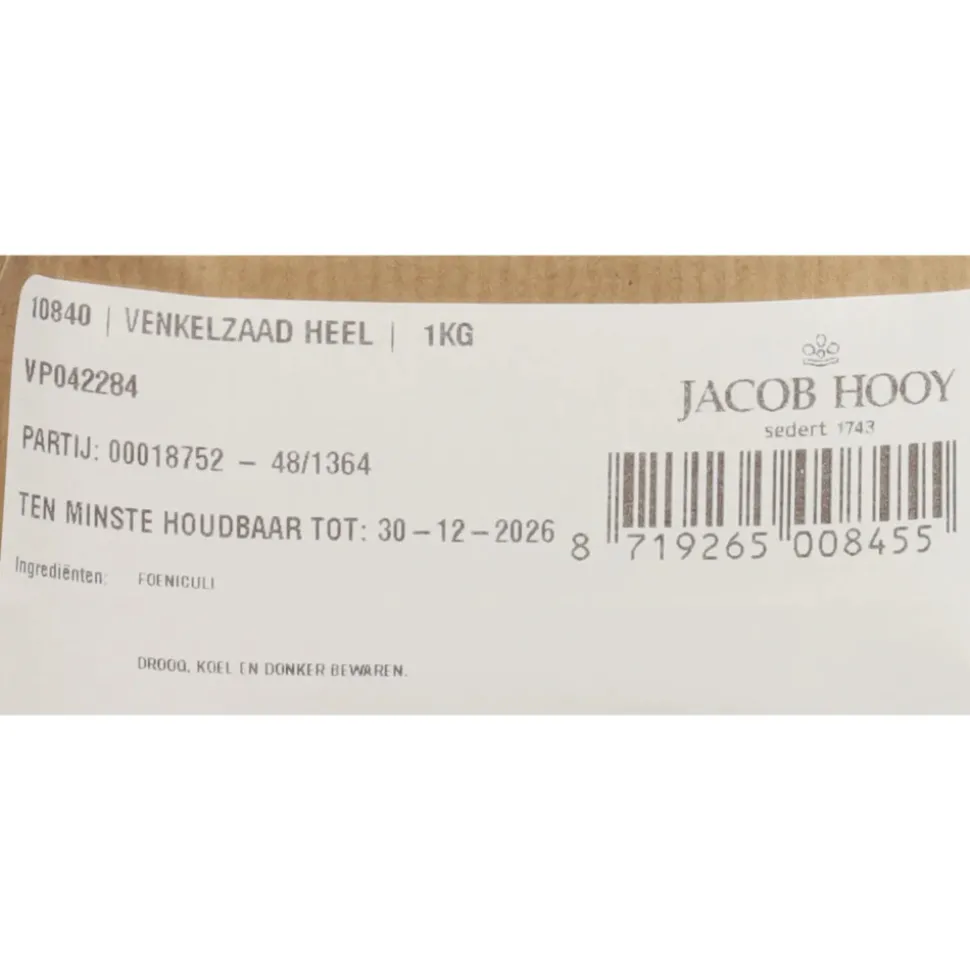 10840 | VENKELZAAD HEEL | 1KG
VP042284
PARTIJ: 00018752 – 48/1364
TEN MINSTE HOUDBAAR TOT: 30-12-2026
Ingrediënten: FOENICULI
DROOG, KOEL EN DONKER BEWAREN.
JACOB HOOY
sedert 1743
8 719265 008455